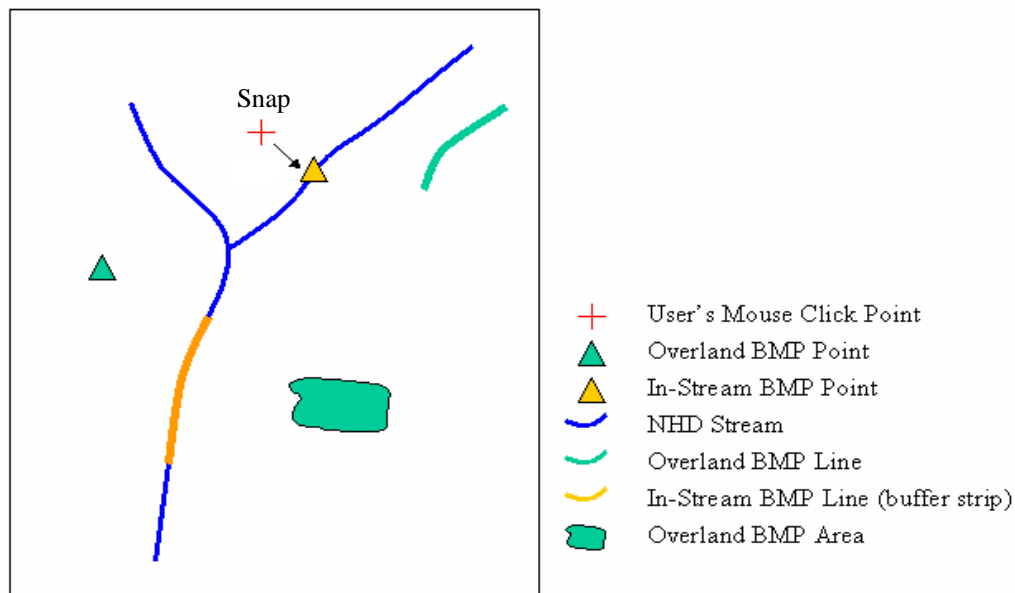 Snap
User's Mouse Click Point
Overland BMP Point
In-Stream BMP Point
NHD Stream
Overland BMP Line
In-Stream BMP Line (buffer strip)
Overland BMP Area